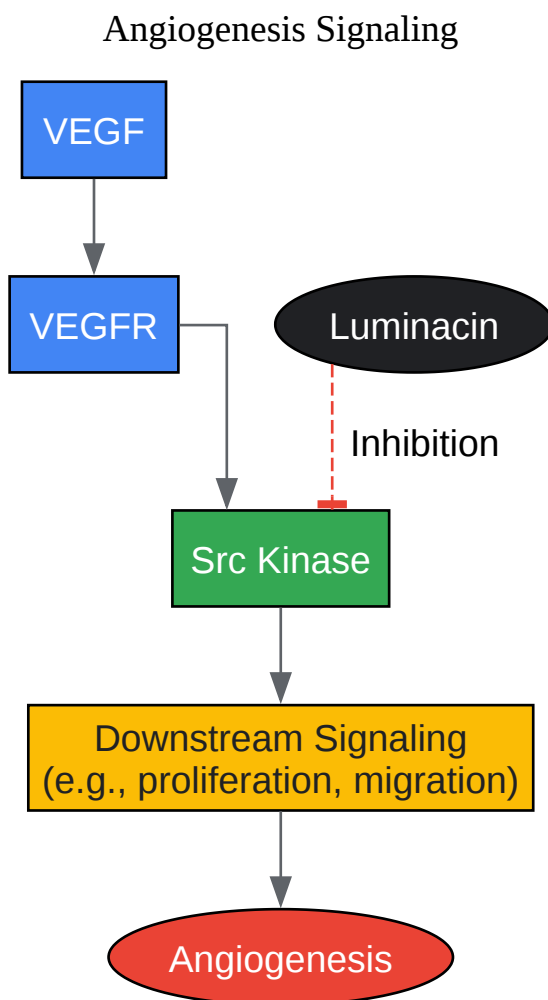 Angiogenesis Signaling
VEGF
VEGFR
Luminacin
Inhibition
Src Kinase
Downstream Signaling
(e.g., proliferation, migration)
Angiogenesis